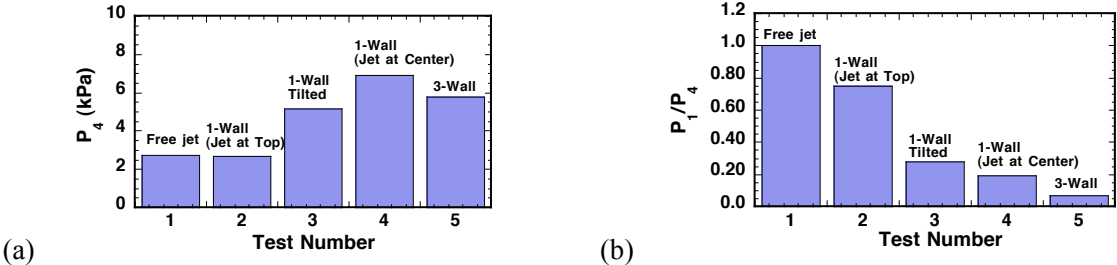 10
8
6
4
2
0
P4 (kPa)
Free jet
1-Wall
(Jet at Top)
1-Wall
Tilted
1-Wall
(Jet at Center)
3-Wall
1 2 3 4 5
Test Number
(a)
1.2
1.0
0.80
0.60
0.40
0.20
0.0
P1/P4
Free jet
1-Wall
(Jet at Top)
1-Wall
Tilted
1-Wall
(Jet at Center)
3-Wall
1 2 3 4 5
Test Number
(b)